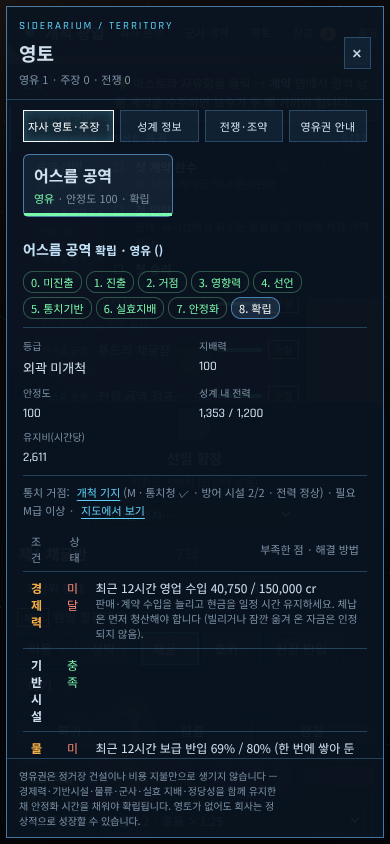 SIDERARIUM / TERRITORY
영토
영유 1 · 주장 0 · 전쟁 0
×
자사 영토·주장 1
성계 정보
전쟁·조약
영유권 안내
어스름 공역
영유 · 안정도 100 · 확립
어스름 공역 확립 · 영유 ()
0. 미진출
1. 진출
2. 거점
3. 영향력
4. 선언
5. 통치기반
6. 실효지배
7. 안정화
8. 확립
등급
지배력
외곽 미개척
100
안정도
성계 내 전력
100
1,353 / 1,200
유지비(시간당)
2,611
통치 거점: 개척 기지 (M · 통치청 ✓ · 방어 시설 2/2 · 전력 정상) · 필요
M급 이상 · 지도에서 보기
조건
상태
부족한 점 · 해결 방법
경제력
미달
최근 12시간 영업 수입 40,750 / 150,000 cr
판매·계약 수입을 늘리고 현금을 일정 시간 유지하세요. 체납
은 먼저 청산해야 합니다 (빌리거나 잠깐 옮겨 온 자금은 인정
되지 않음).
기반시설
충족
물
미
최근 12시간 보급 반입 69% / 80% (한 번에 쌓아 둔
영유권은 정거장 건설이나 비용 지불만으로 생기지 않습니다 —
경제력·기반시설·물류·군사·실효 지배·정당성을 함께 유지한
채 안정화 시간을 채워야 확립됩니다. 영토가 없어도 회사는 정
상적으로 성장할 수 있습니다.